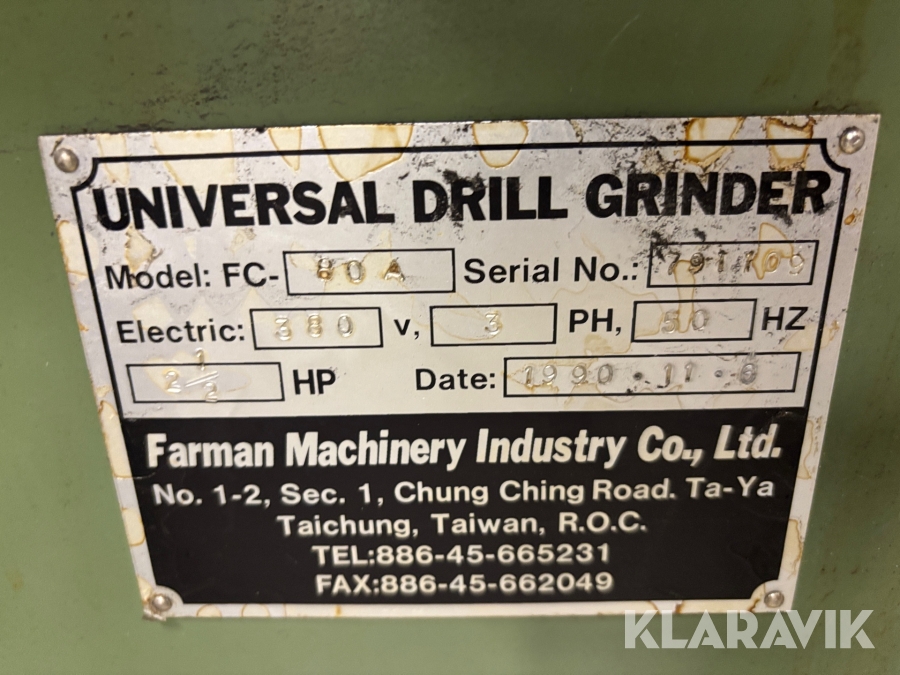 UNIVERSAL DRILL GRINDER
Model: FC- 80A Serial No.: 791105
Electric: 380 V, 3 PH, 50 HZ
2 1/2 HP Date: 1990.11.6
Farman Machinery Industry Co., Ltd.
No. 1-2, Sec. 1, Chung Ching Road. Ta-Ya
Taichung, Taiwan, R.O.C.
TEL:886-45-665231
FAX:886-45-662049
KLARAVIK